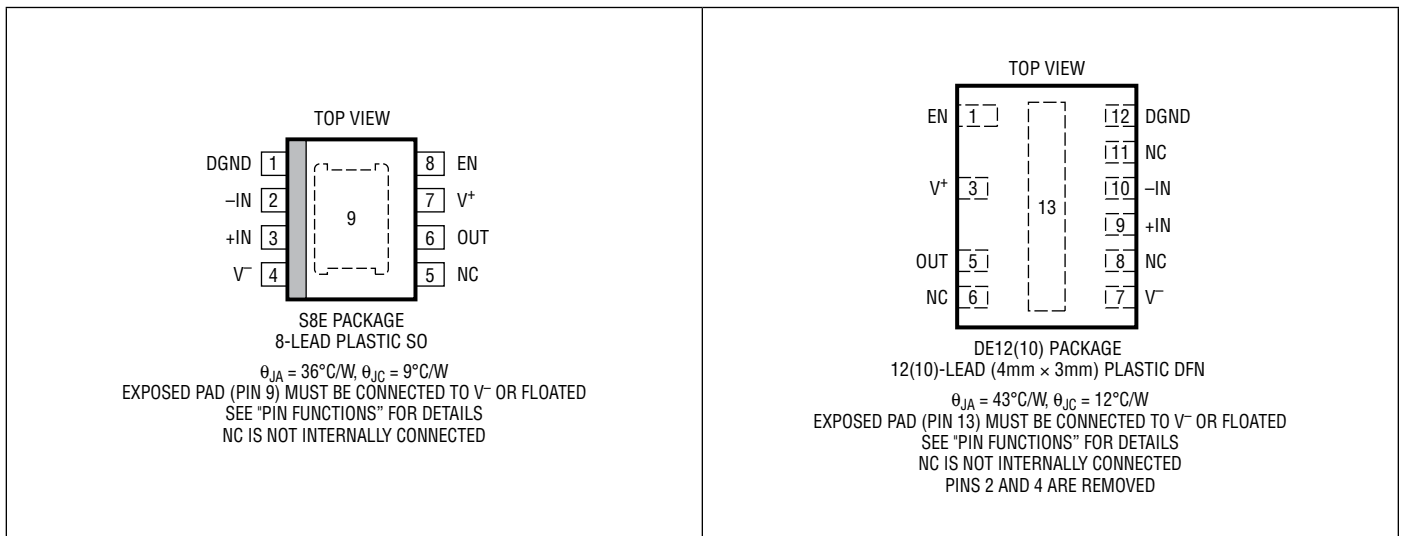 TOP VIEW
DGND 1 8 EN
–IN 2 7 V+
+IN 3 6 OUT
V– 4 5 NC
9
S8E PACKAGE
8-LEAD PLASTIC SO
θJA = 36°C/W, θJC = 9°C/W
EXPOSED PAD (PIN 9) MUST BE CONNECTED TO V– OR FLOATED
SEE "PIN FUNCTIONS” FOR DETAILS
NC IS NOT INTERNALLY CONNECTED
TOP VIEW
EN 1 12 DGND
11 NC
V+ 3 10 –IN
13
9 +IN
OUT 5 8 NC
NC 6 7 V–
DE12(10) PACKAGE
12(10)-LEAD (4mm × 3mm) PLASTIC DFN
θJA = 43°C/W, θJC = 12°C/W
EXPOSED PAD (PIN 13) MUST BE CONNECTED TO V– OR FLOATED
SEE "PIN FUNCTIONS” FOR DETAILS
NC IS NOT INTERNALLY CONNECTED
PINS 2 AND 4 ARE REMOVED